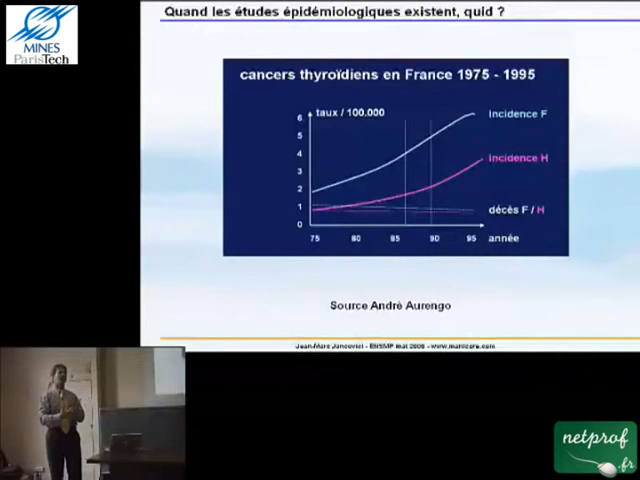 Quand les études épidémiologiques existent, quid ?
MINES
ParisTech
cancers thyroïdiens en France 1975 - 1995
taux / 100.000
6
5
4
3
2
1
0
Incidence F
Incidence H
décès F / H
75 80 85 90 95 année
Source André Aurengo
Jean-Marc Jancovici - ENSMP mai 2006 - www.manicore.com
netprof
.fr